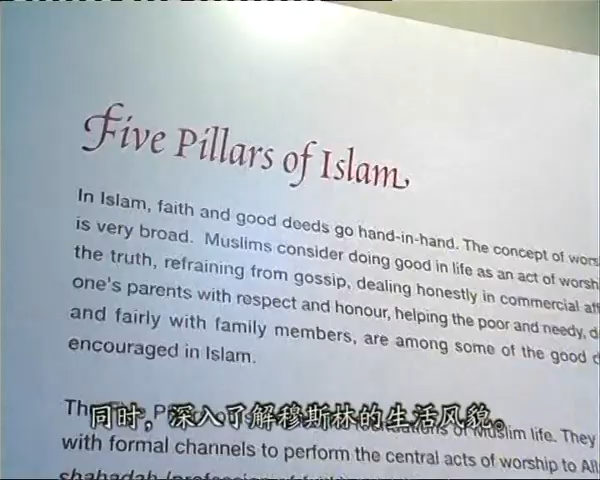 Five Pillars of Islam
In Islam, faith and good deeds go hand-in-hand. The concept of
is very broad. Muslims consider doing good in life as an act of
the truth, refraining from gossip, dealing honestly in commercial
one's parents with respect and honour, helping the poor and needy,
and fairly with family members, are among some of the good
encouraged in Islam.
同时，深入了解穆斯林的生活风貌。
of Muslim life. They
with formal channels to perform the central acts of worship to
shahadah